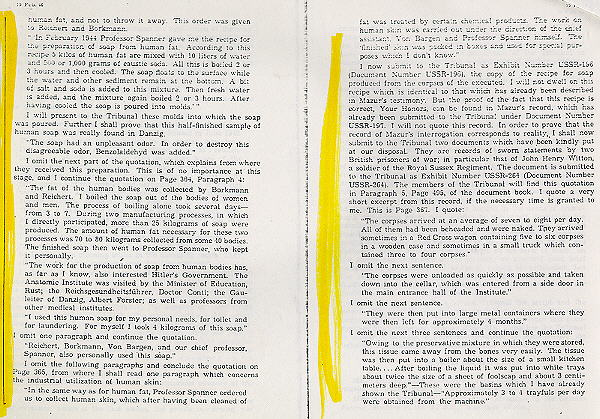 19 Feb. 46
human fat, and not to throw it away. This order was given
to Reichert and Borkmann.
"In February 1944 Professor Spanner gave me the recipe for
the preparation of soap from human fat. According to this
recipe 5 kilos of human fat are mixed with 10 liters of water
and 500 or 1,000 grams of caustic soda. All this is boiled 2 or
3 hours and then cooled. The soap floats to the surface while
the water and other sediment remain at the bottom. A bit
of salt and soda is added to this mixture. Then fresh water
is added, and the mixture again boiled 2 or 3 hours. After
having cooled the soap is poured into molds."
I will present to the Tribunal these molds into which the soap
was poured. Further I shall prove that this half-finished sample of
human soap was really found in Danzig.
"The soap had an unpleasant odor. In order to destroy this
disagreeable odor, Benzolaldehyd was added."
I omit the next part of the quotation, which explains from where
they received this preparation. This is of no importance at this
stage, and I continue the quotation on Page 364, Paragraph 4:
"The fat of the human bodies was collected by Borkmann
and Reichert. I boiled the soap out of the bodies of women
and men. The process of boiling alone took several days—
from 3 to 7. During two manufacturing processes, in which
I directly participated, more than 25 kilograms of soap were
produced. The amount of human fat necessary for these two
processes was 70 to 80 kilograms collected from some 40 bodies.
The finished soap then went to Professor Spanner, who kept
it personally.
"The work for the production of soap from human bodies has,
as far as I know, also interested Hitler's Government. The
Anatomic Institute was visited by the Minister of Education,
Rust; the Reichsgesundheitsführer, Doctor Conti; the Gau-
leiter of Danzig, Albert Forster; as well as professors from
other medical institutes.
"I used this human soap for my personal needs, for toilet and
for laundering. For myself I took 4 kilograms of this soap."
I omit one paragraph and continue the quotation.
"Reichert, Borkmann, Von Bargen, and our chief professor,
Spanner, also personally used this soap."
I omit the following paragraphs and conclude the quotation on
Page 365, from where I shall read one paragraph which concerns
the industrial utilization of human skin:
"In the same way as for human fat, Professor Spanner ordered
us to collect human skin, which after having been cleaned of
fat was treated by certain chemical products. The work on
human skin was carried out under the direction of the chief
assistant, Von Bargen and Professor Spanner himself. The
'finished' skin was packed in boxes and used for special pur-
poses which I don't know."
I now submit to the Tribunal as Exhibit Number USSR-196
(Document Number USSR-196), the copy of the recipe for soap
produced from the corpses of the executed. I will not dwell on this
recipe which is identical to that which has already been described
in Mazur's testimony. But the proof of the fact that this recipe is
correct, Your Honors, can be found in Mazur's record, which has
already been submitted to the Tribunal under Document Number
USSR-197. I will not quote this record. In order to prove that the
record of Mazur's interrogation corresponds to reality, I shall now
submit to the Tribunal two documents which have been kindly put
at our disposal. They are records of sworn statements by two
British prisoners of war; in particular that of John Henry Witton,
a soldier of the Royal Sussex Regiment. The document is submitted
to the Tribunal as Exhibit USSR-264 (Document Number
USSR-264). The members of the Tribunal will find this quotation
in Paragraph 5, Page 495, of the document book. I quote a very
short excerpt from this record, if the necessary time is granted to
me. This is Page 367. I quote:
"The corpses arrived at an average of seven to eight per day.
All of them had been beheaded and were naked. They arrived
sometimes in a Red Cross wagon containing five to six corpses
in a wooden case and sometimes in a small truck which con-
tained three to four corpses."
I omit the next sentence.
"The corpses were unloaded as quickly as possible and taken
down into the cellar, which was entered from a side door in
the main entrance hall of the Institute."
I omit the next sentence.
"They were then put into large metal containers where they
were then left for approximately 4 months."
I omit the next three sentences and continue the quotation:
"Owing to the preservative mixture in which they were stored,
this tissue came away from the bones very easily. The tissue
was then put into a boiler about the size of a small kitchen
table. . . . After boiling the liquid it was put into white trays
about twice the size of a sheet of foolscap and about 3 centi-
meters deep"—These were the basins which I have already
shown the Tribunal—"Approximately 3 to 4 trayfuls per day
were obtained from the machine."